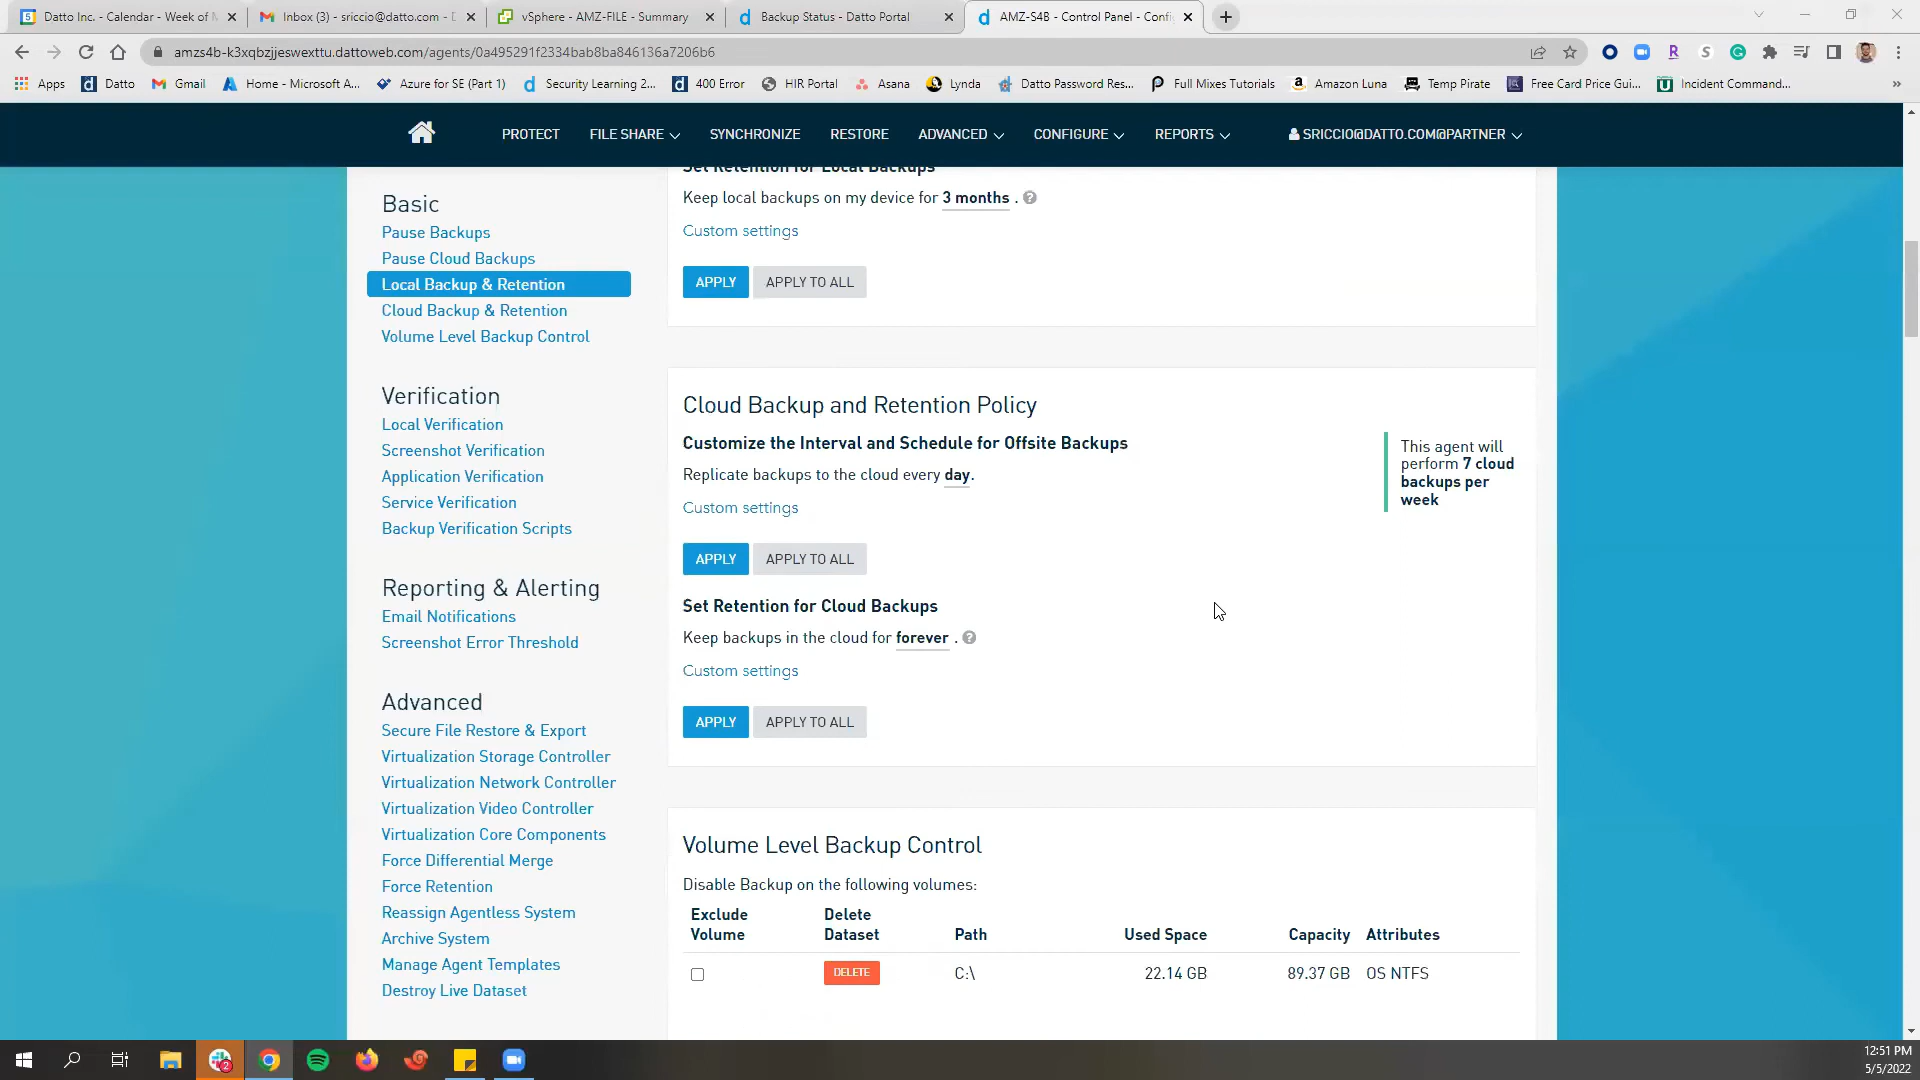 Datto Inc. - Calendar - Week of M
Inbox (3) - sriccio@datto.com - D
vSphere - AMZ-FILE - Summary
Backup Status - Datto Portal
AMZ-S4B - Control Panel - Confi
amzs4b-k3xqbzjjeswexttu.dattoweb.com/agents/0a495291f2334bab8ba846136a7206b6
Apps
Datto
Gmail
Home - Microsoft A...
Azure for SE (Part 1)
Security Learning 2...
400 Error
HIR Portal
Asana
Lynda
Datto Password Res...
Full Mixes Tutorials
Amazon Luna
Temp Pirate
Free Card Price Gui...
Incident Command...
PROTECT
FILE SHARE
SYNCHRONIZE
RESTORE
ADVANCED
CONFIGURE
REPORTS
SRICCIO@DATTO.COM@PARTNER
Basic
Pause Backups
Pause Cloud Backups
Local Backup & Retention
Cloud Backup & Retention
Volume Level Backup Control
Verification
Local Verification
Screenshot Verification
Application Verification
Service Verification
Backup Verification Scripts
Reporting & Alerting
Email Notifications
Screenshot Error Threshold
Advanced
Secure File Restore & Export
Virtualization Storage Controller
Virtualization Network Controller
Virtualization Video Controller
Virtualization Core Components
Force Differential Merge
Force Retention
Reassign Agentless System
Archive System
Manage Agent Templates
Destroy Live Dataset
Set Retention for Local Backups
Keep local backups on my device for 3 months .
Custom settings
APPLY
APPLY TO ALL
Cloud Backup and Retention Policy
Customize the Interval and Schedule for Offsite Backups
Replicate backups to the cloud every day.
Custom settings
APPLY
APPLY TO ALL
This agent will
perform 7 cloud
backups per
week
Set Retention for Cloud Backups
Keep backups in the cloud for forever .
Custom settings
APPLY
APPLY TO ALL
Volume Level Backup Control
Disable Backup on the following volumes:
Exclude
Volume
Delete
Dataset
Path
Used Space
Capacity
Attributes
DELETE
C:\
22.14 GB
89.37 GB
OS NTFS
12:51 PM
5/5/2022